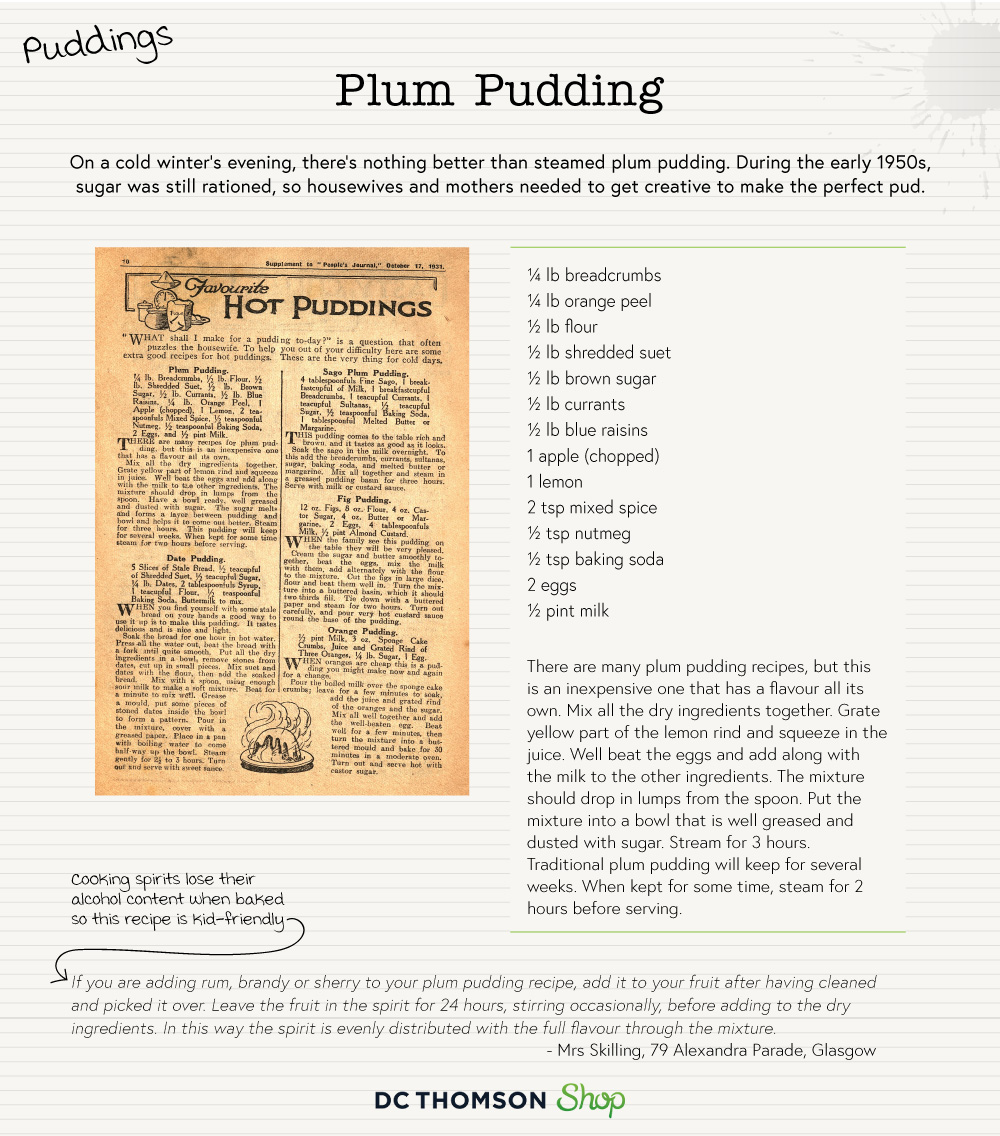 Puddings
Plum Pudding
On a cold winter's evening, there's nothing better than steamed plum pudding. During the early 1950s,
sugar was still rationed, so housewives and mothers needed to get creative to make the perfect pud.
10
Supplement to "People's Journal," October 17, 1931.
Favourite
HOT PUDDINGS
"WHAT shall I make for a pudding to-day?" is a question that often
puzzles the housewife. To help you out of your difficulty here are some
extra good recipes for hot puddings. These are the very thing for cold days.
Plum Pudding.
¼ lb. Breadcrumbs, ½ lb. Flour, ½
lb. Shredded Suet, ½ lb. Brown
Sugar, ½ lb. Currants, ½ lb. Blue
Raisins, ¼ lb. Orange Peel, 1
Apple (chopped), 1 Lemon, 2 tea-
spoonfuls Mixed Spice, ½ teaspoonful
Nutmeg, ½ teaspoonful Baking Soda,
2 Eggs, and ½ pint Milk.
THERE are many recipes for plum pud-
ding, but this is an inexpensive one
that has a flavour all its own.
Mix all the dry ingredients together.
Grate yellow part of lemon rind and squeeze
in juice. Well beat the eggs and add along
with the milk to the other ingredients. The
mixture should drop in lumps from the
spoon. Have a bowl ready, well greased
and dusted with sugar. The sugar melts
and forms a layer between pudding and
bowl and helps it to come out better. Steam
for three hours. This pudding will keep
for several weeks. When kept for some time
steam for two hours before serving.
Date Pudding.
5 Slices of Stale Bread, ½ teacupful
of Shredded Suet, ½ teacupful Sugar,
¼ lb. Dates, 2 tablespoonfuls Syrup,
1 teacupful Flour, ½ teaspoonful
Baking Soda, Buttermilk to mix.
WHEN you find yourself with some stale
bread on your hands a good way to
use it up is to make this pudding. It tastes
delicious and is nice and light.
Soak the bread for one hour in hot water.
Press all the water out, beat the bread with
a fork until quite smooth. Put all the dry
ingredients in a bowl, remove stones from
dates, cut up in small pieces. Mix suet and
dates with the flour, then add the soaked
bread. Mix with a spoon, using enough
sour milk to make a soft mixture. Beat for
a minute to mix well. Grease
a mould, put some pieces of
stoned dates inside the bowl
to form a pattern. Pour in
the mixture, cover with a
greased paper. Place in a pan
with boiling water to come
half-way up the bowl. Steam
gently for 2½ to 3 hours. Turn
out and serve with sweet sauce.
Sago Plum Pudding.
4 tablespoonfuls Fine Sago, 1 break-
fastcupful of Milk, 1 breakfastcupful
Breadcrumbs, 1 teacupful Currants, 1
teacupful Sultanas, ½ teacupful
Sugar, ½ teaspoonful Baking Soda,
1 tablespoonful Melted Butter or
Margarine.
THIS pudding comes to the table rich and
brown, and it tastes as good as it looks.
Soak the sago in the milk overnight. To
this add the breadcrumbs, currants, sultanas,
sugar, baking soda, and melted butter or
margarine. Mix all together and steam in
a greased pudding basin for three hours.
Serve with milk or custard sauce.
Fig Pudding.
12 oz. Figs, 8 oz. Flour, 4 oz. Cas-
tor Sugar, 4 oz. Butter or Mar-
garine, 2 Eggs, 4 tablespoonfuls
Milk, ½ pint Almond Custard.
WHEN the family see this pudding on
the table they will be very pleased.
Cream the sugar and butter smoothly to-
gether, beat the eggs, mix the milk
with them, add alternately with the flour
to the mixture. Cut the figs in large dice,
flour and beat them well in. Turn the mix-
ture into a buttered basin, which it should
two thirds fill. Tie down with a buttered
paper and steam for two hours. Turn out
carefully, and pour very hot custard sauce
round the base of the pudding.
Orange Pudding.
½ pint Milk, 3 oz. Sponge Cake
Crumbs, Juice and Grated Rind of
Three Oranges, ¼ lb. Sugar, 1 Egg.
WHEN oranges are cheap this is a pud-
ding you might make now and again
for a change.
Pour the boiled milk over the sponge cake
crumbs; leave for a few minutes to soak,
add the juice and grated rind
of the oranges and the sugar.
Mix all well together and add
the well-beaten egg. Beat
well for a few minutes, then
turn the mixture into a but-
tered mould and bake for 30
minutes in a moderate oven.
Turn out and serve hot with
castor sugar.
¼ lb breadcrumbs
¼ lb orange peel
½ lb flour
½ lb shredded suet
½ lb brown sugar
½ lb currants
½ lb blue raisins
1 apple (chopped)
1 lemon
2 tsp mixed spice
½ tsp nutmeg
½ tsp baking soda
2 eggs
½ pint milk
There are many plum pudding recipes, but this
is an inexpensive one that has a flavour all its
own. Mix all the dry ingredients together. Grate
yellow part of the lemon rind and squeeze in the
juice. Well beat the eggs and add along with
the milk to the other ingredients. The mixture
should drop in lumps from the spoon. Put the
mixture into a bowl that is well greased and
dusted with sugar. Stream for 3 hours.
Traditional plum pudding will keep for several
weeks. When kept for some time, steam for 2
hours before serving.
Cooking spirits lose their
alcohol content when baked
so this recipe is kid-friendly
If you are adding rum, brandy or sherry to your plum pudding recipe, add it to your fruit after having cleaned
and picked it over. Leave the fruit in the spirit for 24 hours, stirring occasionally, before adding to the dry
ingredients. In this way the spirit is evenly distributed with the full flavour through the mixture.
- Mrs Skilling, 79 Alexandra Parade, Glasgow
DC THOMSON Shop